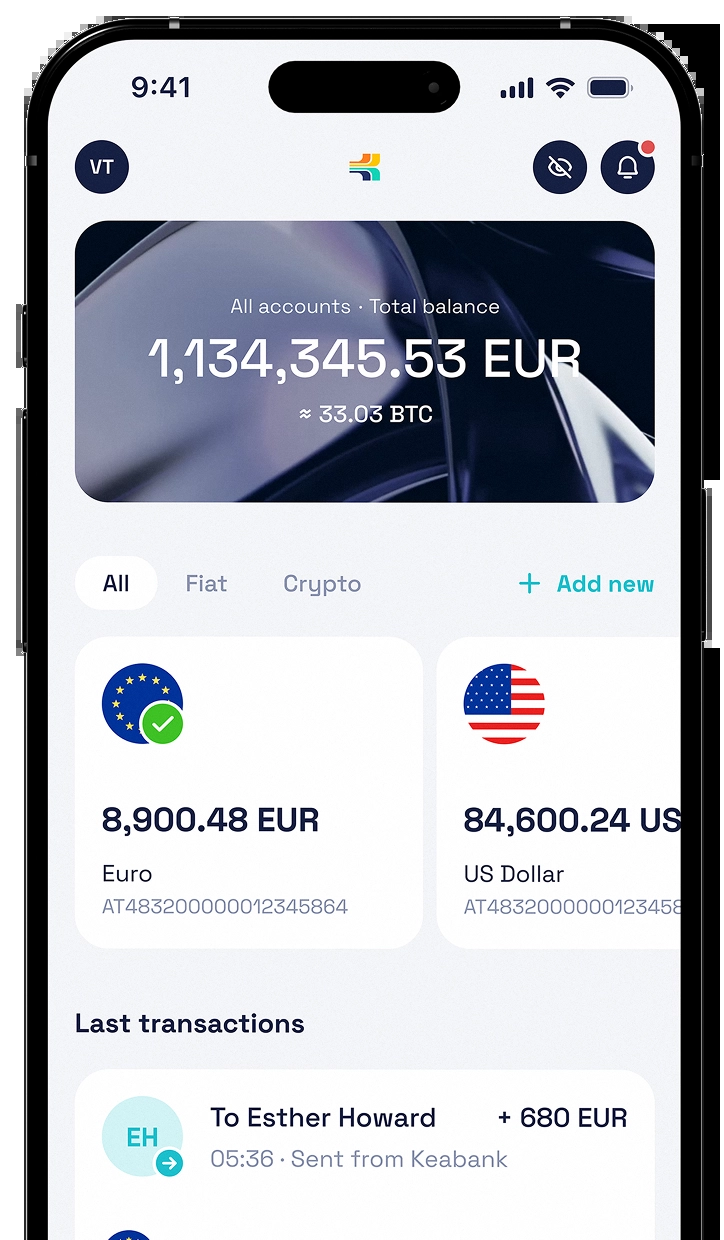 9:41
VT
All accounts · Total balance
1,134,345.53 EUR
≈ 33.03 BTC
All Fiat Crypto + Add new
8,900.48 EUR
Euro
AT483200000012345864
84,600.24 US
US Dollar
AT4832000000123458
Last transactions
EH
To Esther Howard + 680 EUR
05:36 · Sent from Keabank